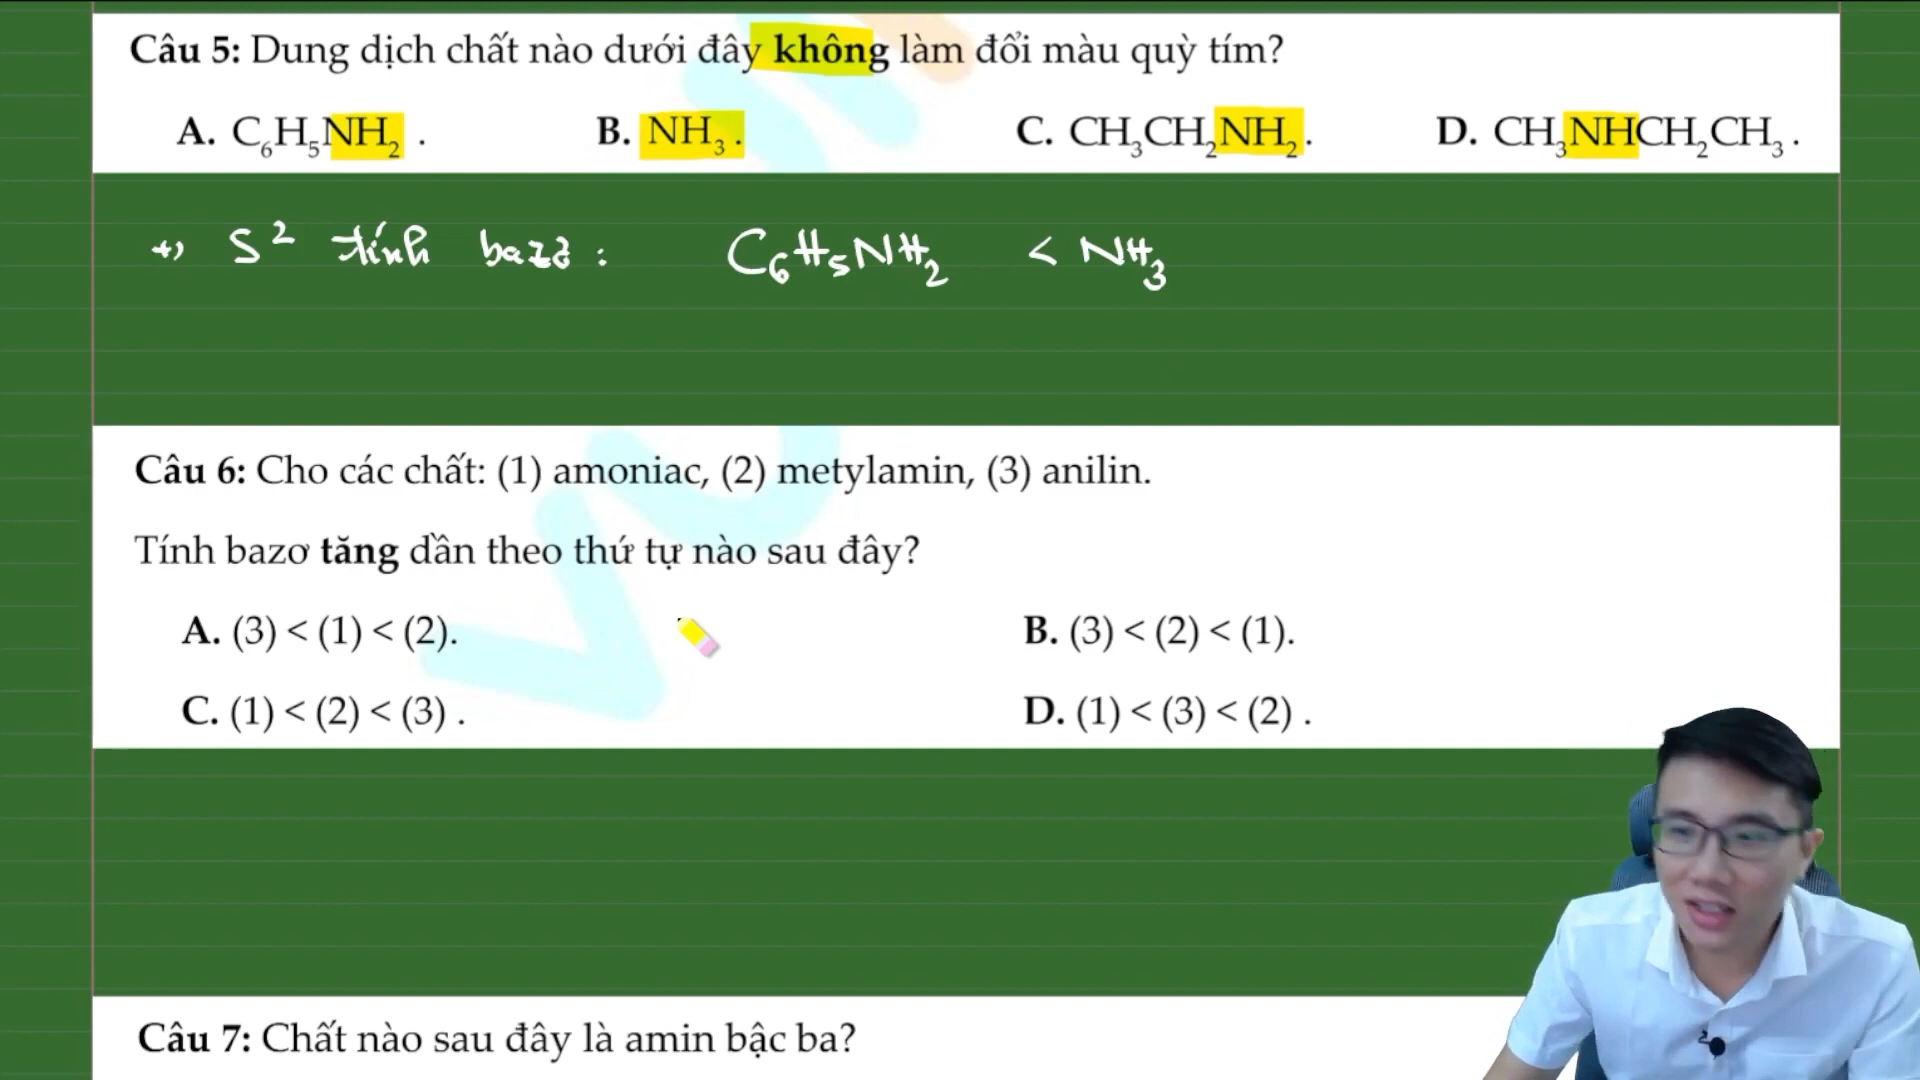 Câu 5: Dung dịch chất nào dưới đây không làm đổi màu quỳ tím?
A. C₆H₅NH₂ . B. NH₃ . C. CH₃CH₂NH₂ . D. CH₃NHCH₂CH₃ .
+) S² tính bazơ : C₆H₅NH₂ < NH₃
Câu 6: Cho các chất: (1) amoniac, (2) metylamin, (3) anilin.
Tính bazơ tăng dần theo thứ tự nào sau đây?
A. (3) < (1) < (2). B. (3) < (2) < (1).
C. (1) < (2) < (3) . D. (1) < (3) < (2) .
Câu 7: Chất nào sau đây là amin bậc ba?